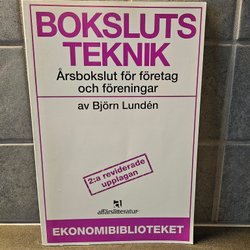 BOKSLUTS
TEKNIK
Årsbokslut för företag
och föreningar
av Björn Lundén
2:a reviderade
upplagan
affärslitteratur
EKONOMIBIBLIOTEKET